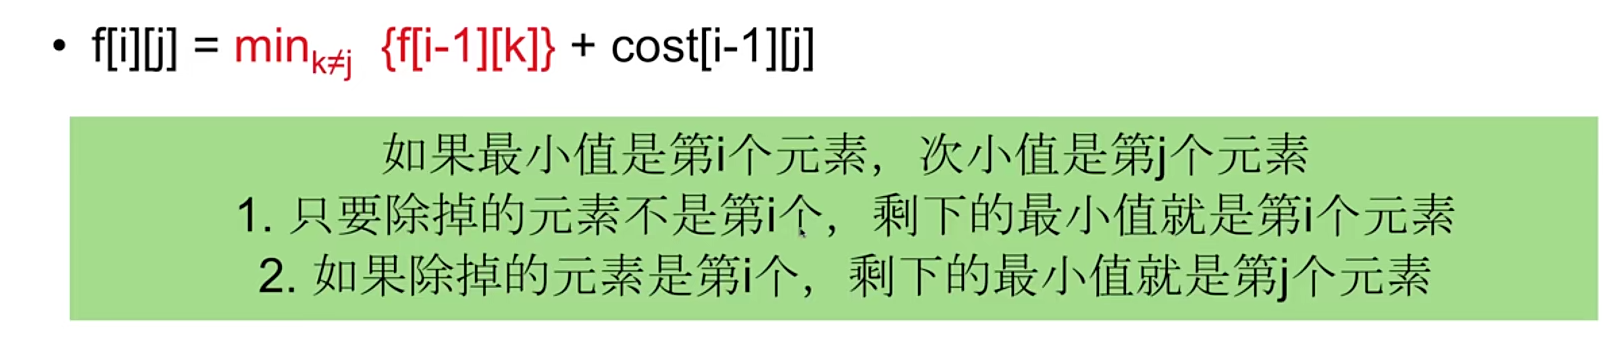 • f[i][j] = min_{k≠j} {f[i-1][k]} + cost[i-1][j]
如果最小值是第i个元素，次小值是第j个元素
1. 只要除掉的元素不是第i个，剩下的最小值就是第i个元素
2. 如果除掉的元素是第i个，剩下的最小值就是第j个元素